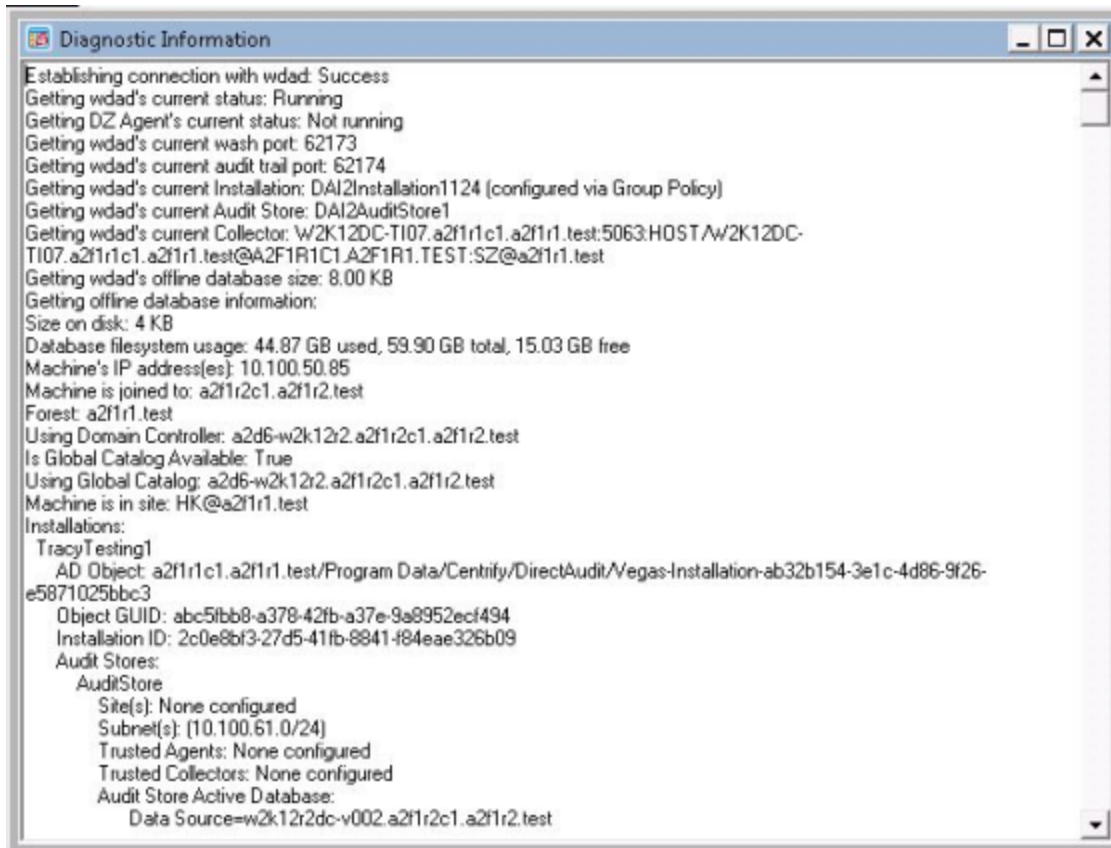 Diagnostic Information
Establishing connection with wdad: Success
Getting wdad's current status: Running
Getting DZ Agent's current status: Not running
Getting wdad's current wash port: 62173
Getting wdad's current audit trail port: 62174
Getting wdad's current Installation: DAI2Installation1124 (configured via Group Policy)
Getting wdad's current Audit Store: DAI2AuditStore1
Getting wdad's current Collector: W2K12DC-TI07.a2f1r1c1.a2f1r1.test:5063:HOST/W2K12DC-
TI07.a2f1r1c1.a2f1r1.test@A2F1R1C1.A2F1R1.TEST:SZ@a2f1r1.test
Getting wdad's offline database size: 8.00 KB
Getting offline database information:
Size on disk: 4 KB
Database filesystem usage: 44.87 GB used, 59.90 GB total, 15.03 GB free
Machine's IP address(es): 10.100.50.85
Machine is joined to: a2f1r2c1.a2f1r2.test
Forest: a2f1r1.test
Using Domain Controller: a2d6-w2k12r2.a2f1r2c1.a2f1r2.test
Is Global Catalog Available: True
Using Global Catalog: a2d6-w2k12r2.a2f1r2c1.a2f1r2.test
Machine is in site: HK@a2f1r1.test
Installations:
TracyTesting1
AD Object: a2f1r1c1.a2f1r1.test/Program Data/Centrify/DirectAudit/Vegas-Installation-ab32b154-3e1c-4d86-9f26-
e5871025bbc3
Object GUID: abc5fbb8-a378-42fb-a37e-9a8952ecf494
Installation ID: 2c0e8bf3-27d5-41fb-8841-f84eae326b09
Audit Stores:
AuditStore
Site(s): None configured
Subnet(s): (10.100.61.0/24)
Trusted Agents: None configured
Trusted Collectors: None configured
Audit Store Active Database:
Data Source=w2k12r2dc-v002.a2f1r2c1.a2f1r2.test